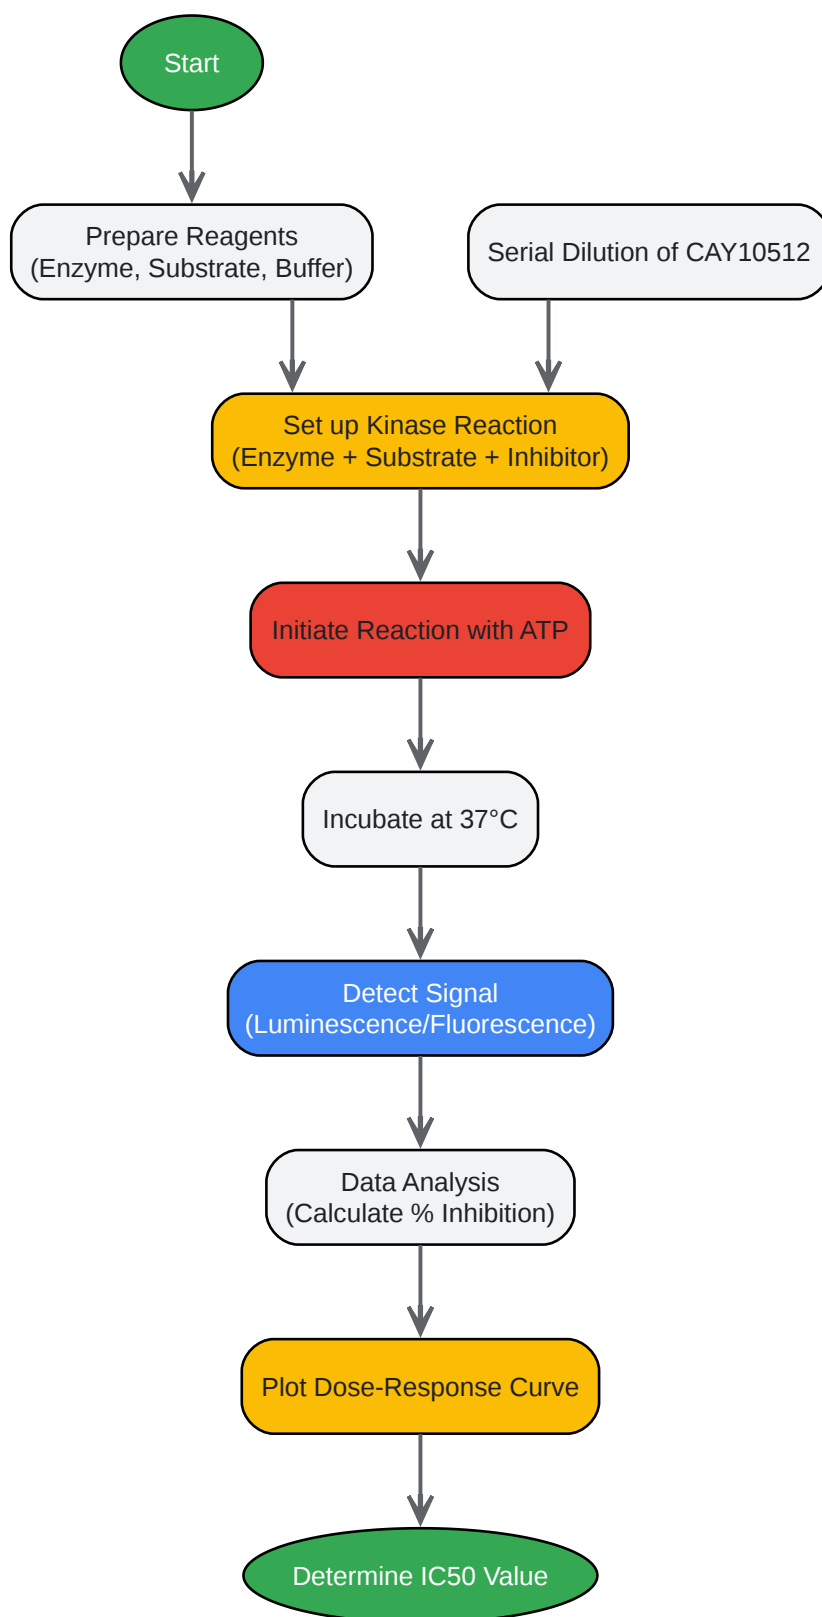 Start
Prepare Reagents
(Enzyme, Substrate, Buffer)
Serial Dilution of CAY10512
Set up Kinase Reaction
(Enzyme + Substrate + Inhibitor)
Initiate Reaction with ATP
Incubate at 37°C
Detect Signal
(Luminescence/Fluorescence)
Data Analysis
(Calculate % Inhibition)
Plot Dose-Response Curve
Determine IC50 Value